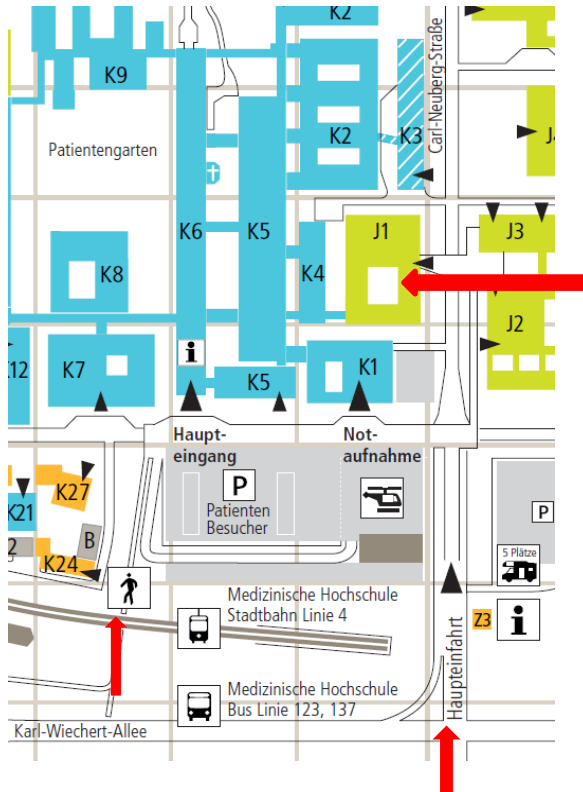 K2
K9
Carl-Neuberg-Straße
K2
K3
Patientengarten
K6
K5
J1
J3
K4
K8
J2
i
12
K7
K1
K5
Haupt-
eingang
Not-
aufnahme
P
Patienten
Besucher
K27
K21
P
2
B
K24
5 Plätze
Medizinische Hochschule
Stadtbahn Linie 4
Z3
i
Haupteinfahrt
Medizinische Hochschule
Bus Linie 123, 137
Karl-Wiechert-Allee